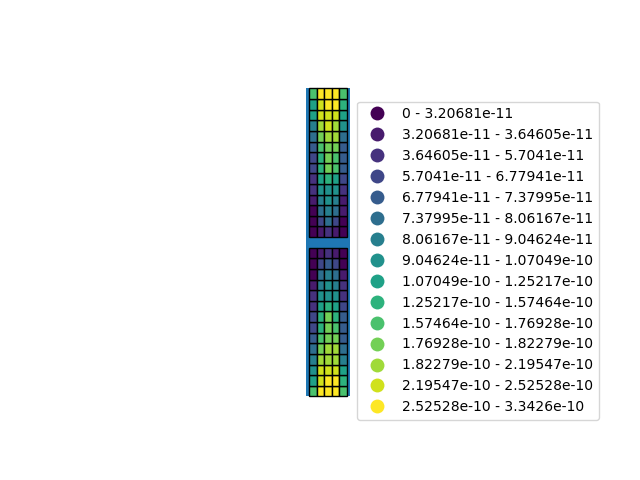 0 - 3.20681e-11
3.20681e-11 - 3.64605e-11
3.64605e-11 - 5.7041e-11
5.7041e-11 - 6.77941e-11
6.77941e-11 - 7.37995e-11
7.37995e-11 - 8.06167e-11
8.06167e-11 - 9.04624e-11
9.04624e-11 - 1.07049e-10
1.07049e-10 - 1.25217e-10
1.25217e-10 - 1.57464e-10
1.57464e-10 - 1.76928e-10
1.76928e-10 - 1.82279e-10
1.82279e-10 - 2.19547e-10
2.19547e-10 - 2.52528e-10
2.52528e-10 - 3.3426e-10